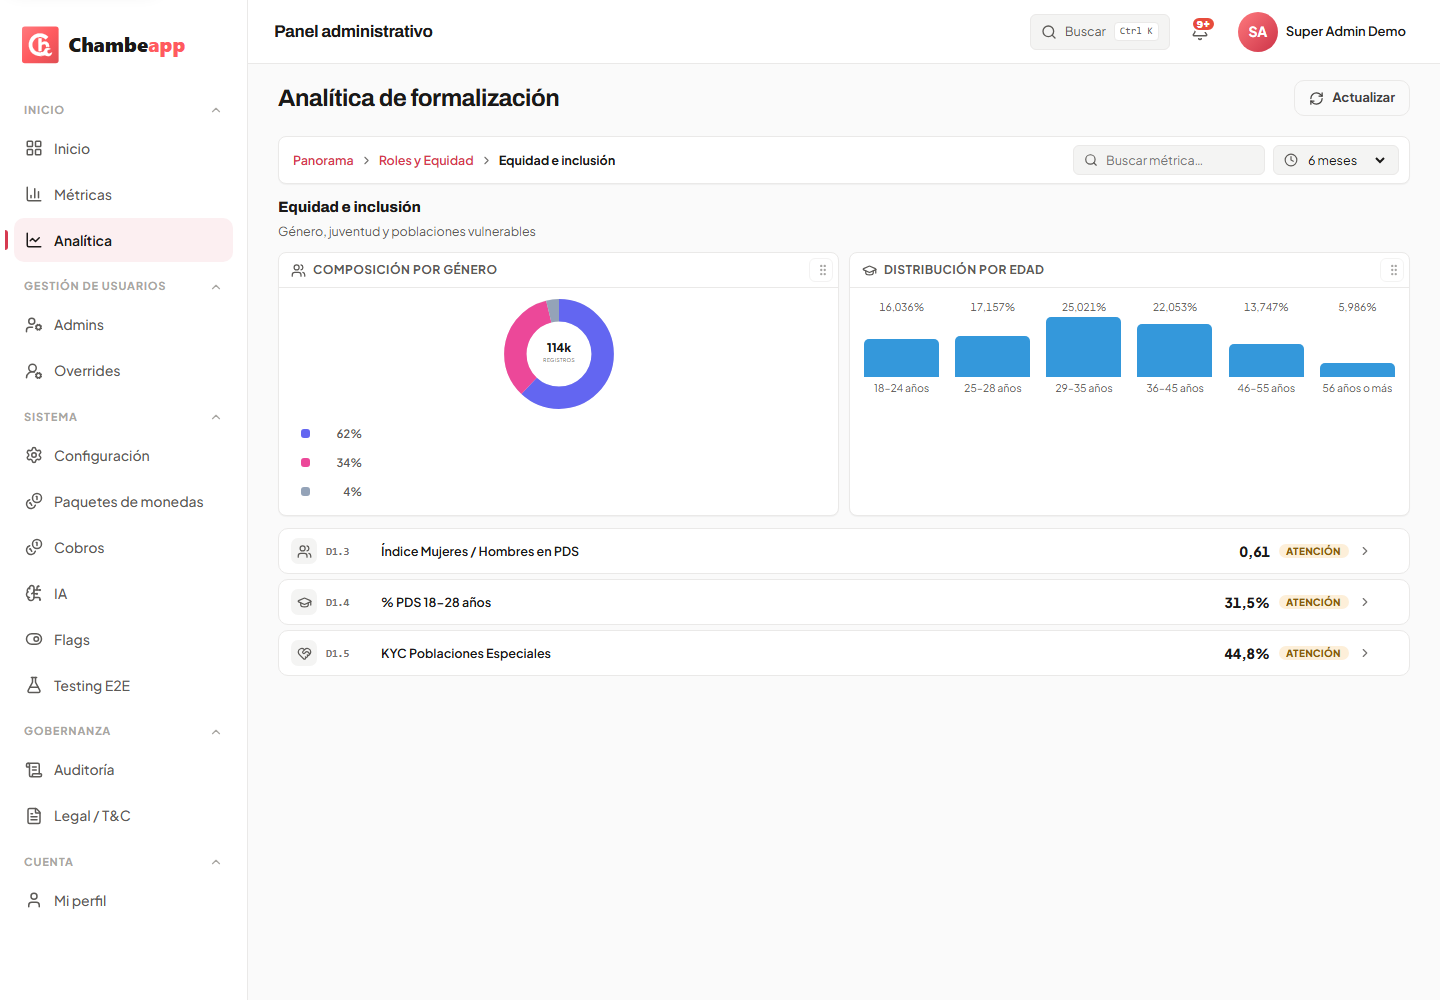 Chambeapp
Panel administrativo
Buscar Ctrl K
9+
SA Super Admin Demo
INICIO
Inicio
Métricas
Analítica
GESTIÓN DE USUARIOS
Admins
Overrides
SISTEMA
Configuración
Paquetes de monedas
Cobros
IA
Flags
Testing E2E
GOBERNANZA
Auditoría
Legal / T&C
CUENTA
Mi perfil
Analítica de formalización
Actualizar
Panorama > Roles y Equidad > Equidad e inclusión
Buscar métrica...
6 meses
Equidad e inclusión
Género, juventud y poblaciones vulnerables
COMPOSICIÓN POR GÉNERO
114k
REGISTROS
62%
34%
4%
DISTRIBUCIÓN POR EDAD
16,036% 17,157% 25,021% 22,053% 13,747% 5,986%
18–24 años 25–28 años 29–35 años 36–45 años 46–55 años 56 años o más
D1.3 Índice Mujeres / Hombres en PDS 0,61 ATENCIÓN
D1.4 % PDS 18–28 años 31,5% ATENCIÓN
D1.5 KYC Poblaciones Especiales 44,8% ATENCIÓN